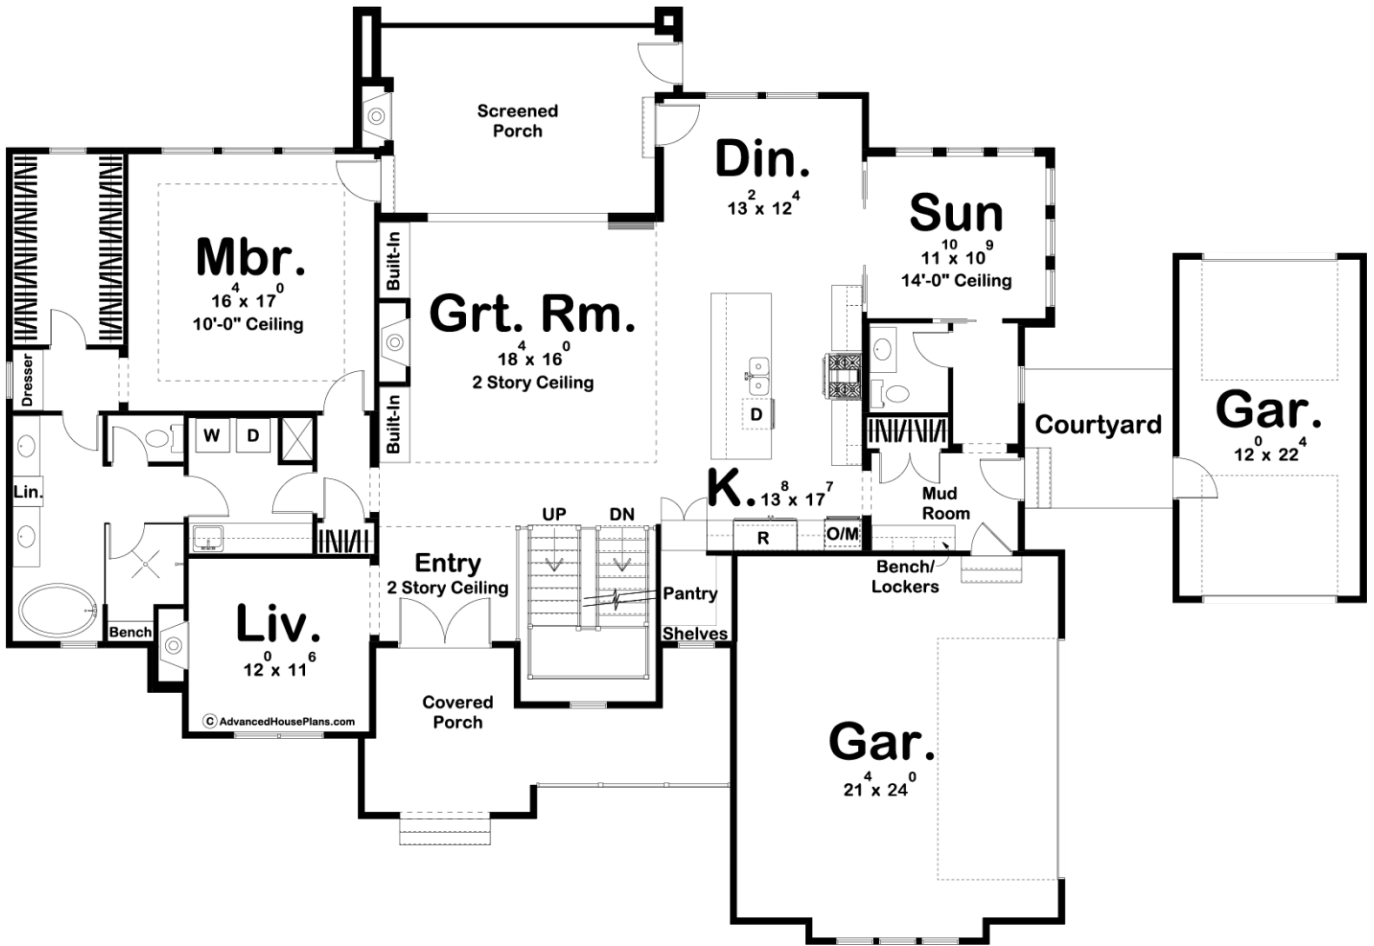 Screened
Porch
Din.
13² x 12⁴
Sun
11¹⁰ x 10⁹
14'-0" Ceiling
Mbr.
16⁴ x 17⁰
10'-0" Ceiling
Built-In
Grt. Rm.
18⁴ x 16⁰
2 Story Ceiling
Built-In
Dresser
W
D
D
Lin.
Courtyard
Gar.
12⁰ x 22⁴
K.
13⁸ x 17⁷
Mud
Room
R
O/M
Bench/
Lockers
UP
DN
Entry
2 Story Ceiling
Pantry
Shelves
Bench
Liv.
12⁰ x 11⁶
© AdvancedHousePlans.com
Covered
Porch
Gar.
21⁴ x 24⁰